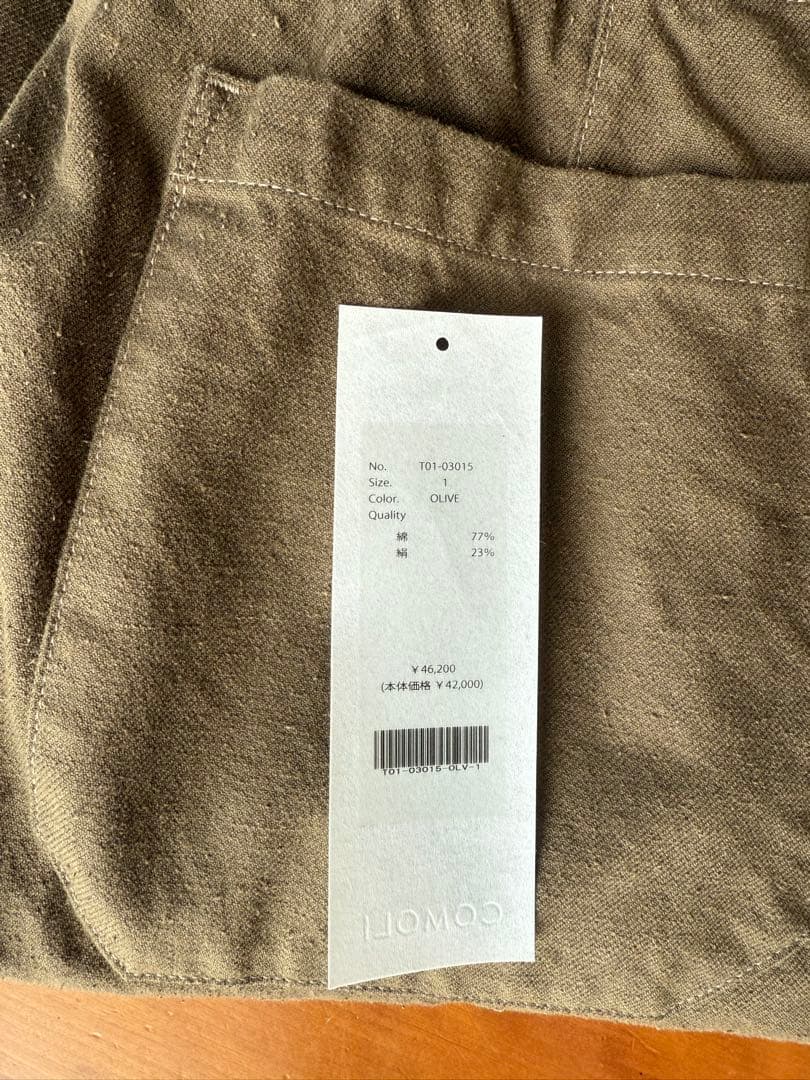 No. T01-03015
Size. 1
Color. OLIVE
Quality
綿 77%
絹 23%
¥46,200
(本体価格 ¥42,000)
T01-03015-OLV-1
COMOLI